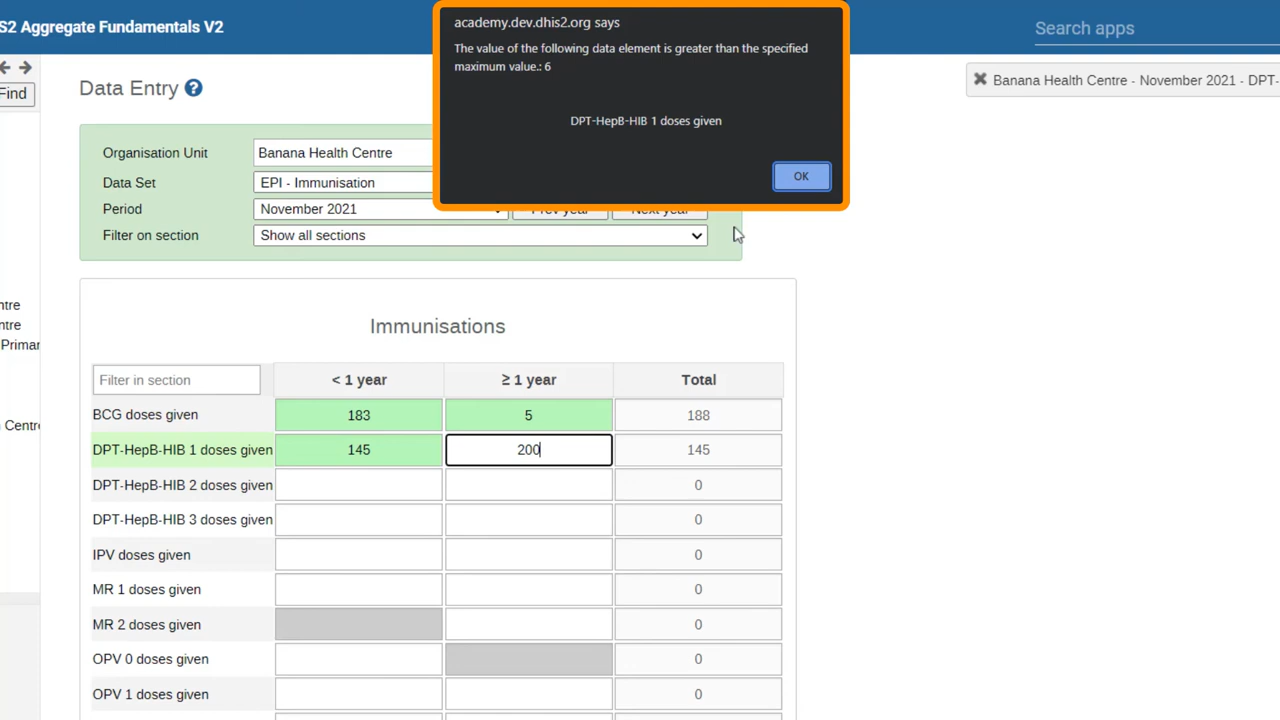 S2 Aggregate Fundamentals V2
academy.dev.dhis2.org says
The value of the following data element is greater than the specified
maximum value.: 6
DPT-HepB-HIB 1 doses given
OK
Search apps
Find
Data Entry ?
Banana Health Centre - November 2021 - DPT-
Organisation Unit Banana Health Centre
Data Set EPI - Immunisation
Period November 2021 Prev year Next year
Filter on section Show all sections
ntre
ntre
Primar
n Centre
Immunisations
Filter in section < 1 year ≥ 1 year Total
BCG doses given 183 5 188
DPT-HepB-HIB 1 doses given 145 200 145
DPT-HepB-HIB 2 doses given 0
DPT-HepB-HIB 3 doses given 0
IPV doses given 0
MR 1 doses given 0
MR 2 doses given 0
OPV 0 doses given 0
OPV 1 doses given 0